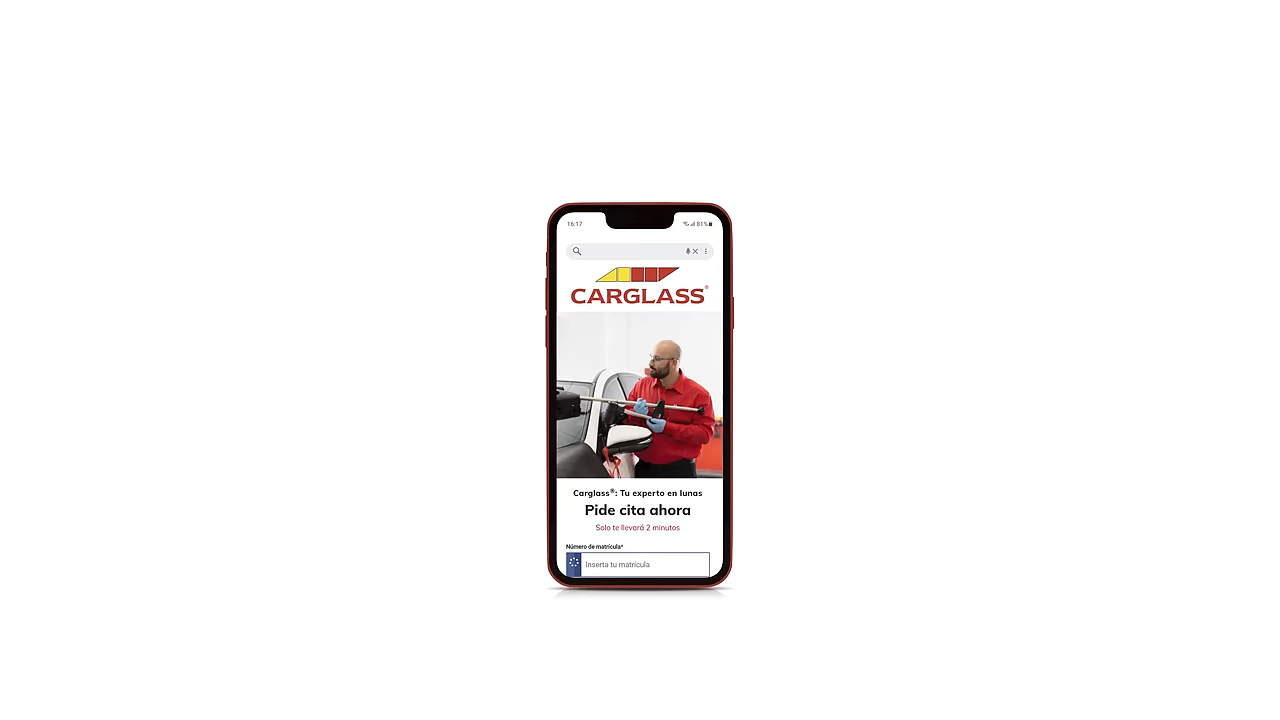 16:17
81%
CARGLASS®
Carglass®: Tu experto en lunas
Pide cita ahora
Solo te llevará 2 minutos
Número de matrícula*
Inserta tu matrícula